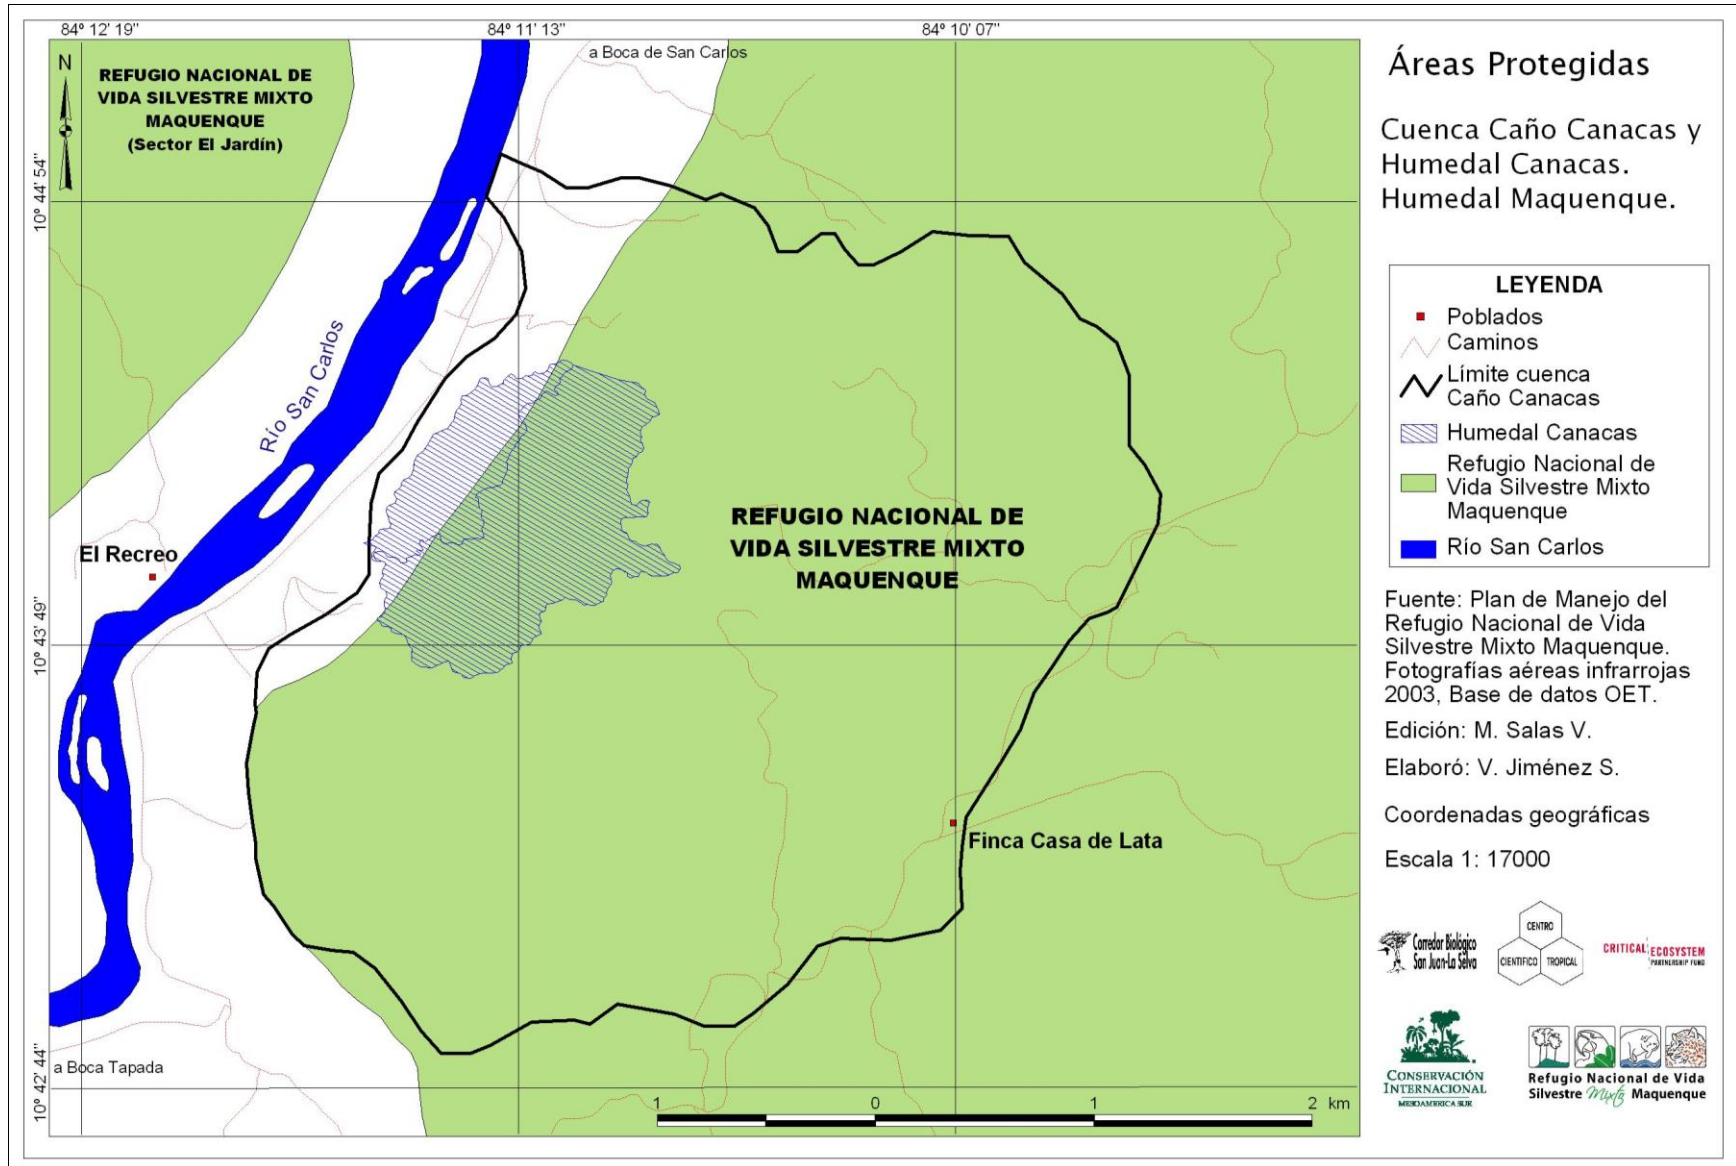 84º 12' 19"
84º 11' 13"
84º 10' 07"
a Boca de San Carlos
N
REFUGIO NACIONAL DE
VIDA SILVESTRE MIXTO
MAQUENQUE
(Sector El Jardín)
10º 44' 54"
Río San Carlos
REFUGIO NACIONAL DE
VIDA SILVESTRE MIXTO
MAQUENQUE
El Recreo
10º 43' 49"
Finca Casa de Lata
a Boca Tapada
10º 42' 44"
1 0 1 2 km
Áreas Protegidas
Cuenca Caño Canacas y
Humedal Canacas.
Humedal Maquenque.
LEYENDA
Poblados
Caminos
Límite cuenca
Caño Canacas
Humedal Canacas
Refugio Nacional de
Vida Silvestre Mixto
Maquenque
Río San Carlos
Fuente: Plan de Manejo del
Refugio Nacional de Vida
Silvestre Mixto Maquenque.
Fotografías aéreas infrarrojas
2003, Base de datos OET.
Edición: M. Salas V.
Elaboró: V. Jiménez S.
Coordenadas geográficas
Escala 1: 17000
Corredor Biológico
San Juan-La Selva
CENTRO
CIENTIFICO TROPICAL
CRITICAL ECOSYSTEM
PARTNERSHIP FUND
CONSERVACIÓN
INTERNACIONAL
MESOAMERICA SUR
Refugio Nacional de Vida
Silvestre Mixto Maquenque